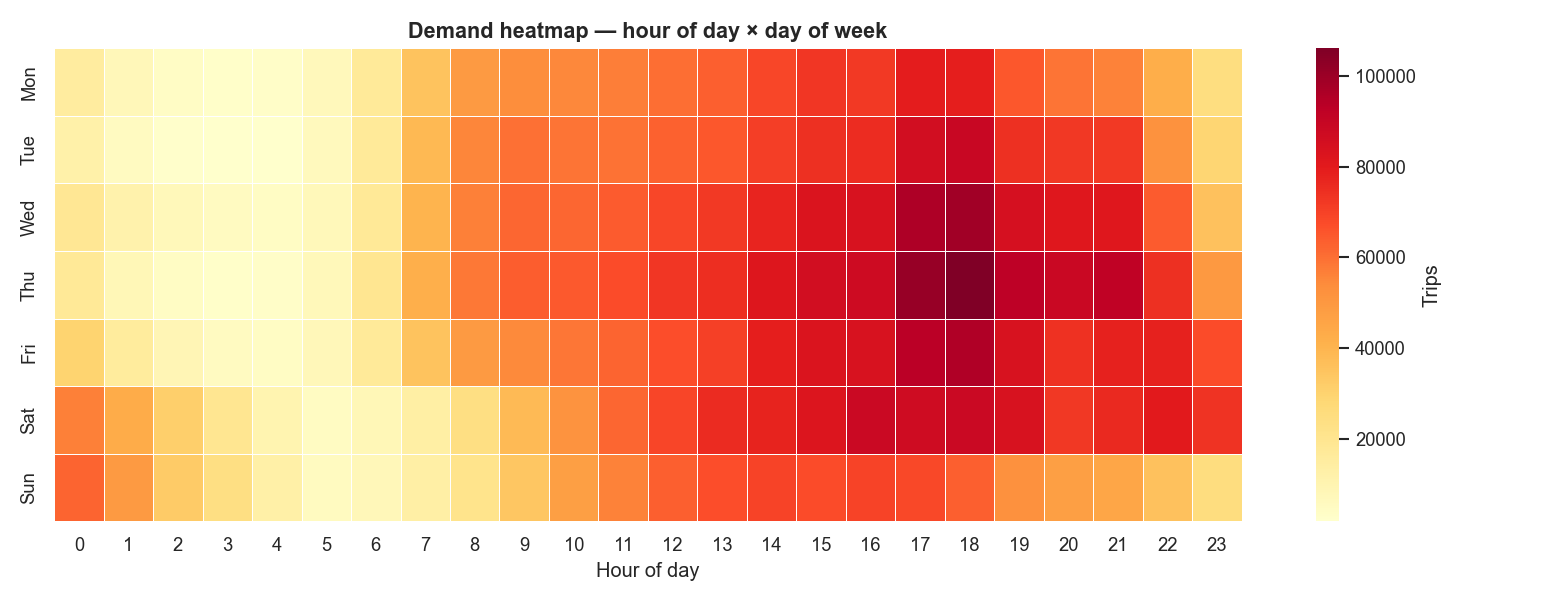 Demand heatmap — hour of day × day of week
Mon
Tue
Wed
Thu
Fri
Sat
Sun
0 1 2 3 4 5 6 7 8 9 10 11 12 13 14 15 16 17 18 19 20 21 22 23
Hour of day
100000
80000
60000
40000
20000
Trips